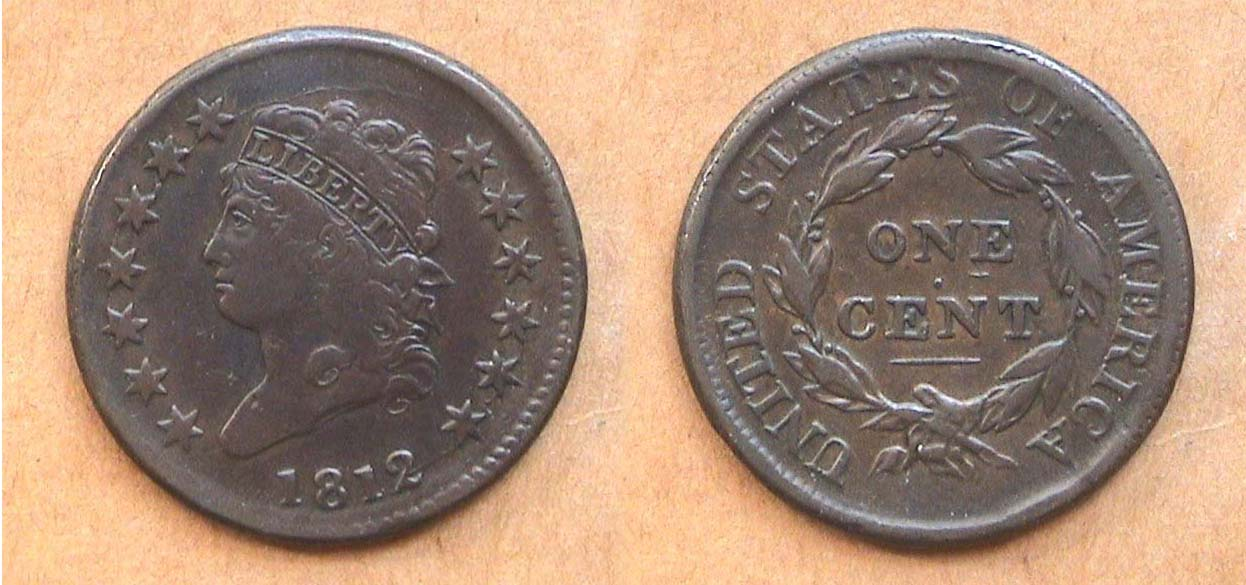 LIBERTY
1812
UNITED STATES OF AMERICA
ONE
CENT